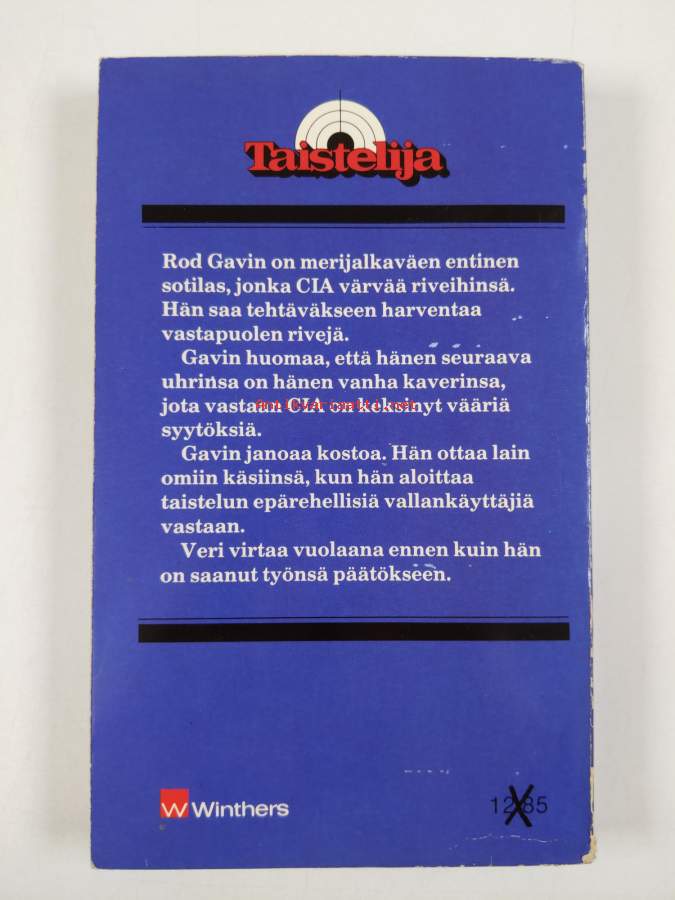 Taistelija
Rod Gavin on merijalkaväen entinen
sotilas, jonka CIA värvää riveihinsä.
Hän saa tehtäväkseen harventaa
vastapuolen rivejä.
Gavin huomaa, että hänen seuraava
uhrinsa on hänen vanha kaverinsa,
jota vastaan CIA on keksinyt vääriä
syytöksiä.
Gavin janoaa kostoa. Hän ottaa lain
omiin käsiinsä, kun hän aloittaa
taistelun epärehellisiä vallankäyttäjiä
vastaan.
Veri virtaa vuolaana ennen kuin hän
on saanut työnsä päätökseen.
W Winthers